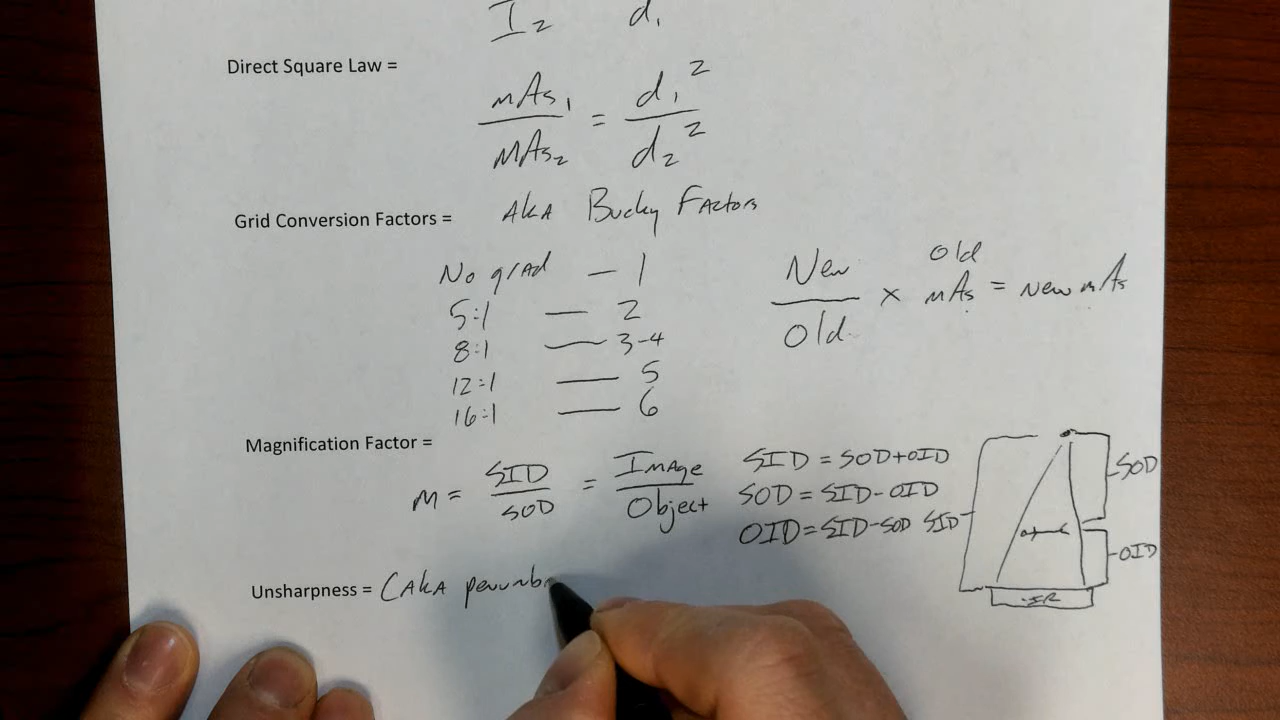 I₂ d₁
Direct Square Law =
mAs₁ / mAs₂ = d₁² / d₂²
Grid Conversion Factors = AKA Bucky Factors
No grad — 1
5:1 — 2
8:1 — 3-4
12:1 — 5
16:1 — 6
New / Old × old mAs = New mAs
Magnification Factor =
M = SID / SOD = Image / Object
SID = SOD+OID
SOD = SID-OID
OID = SID-SOD
SID
SOD
OID
IR
Unsharpness = (AKA penumb